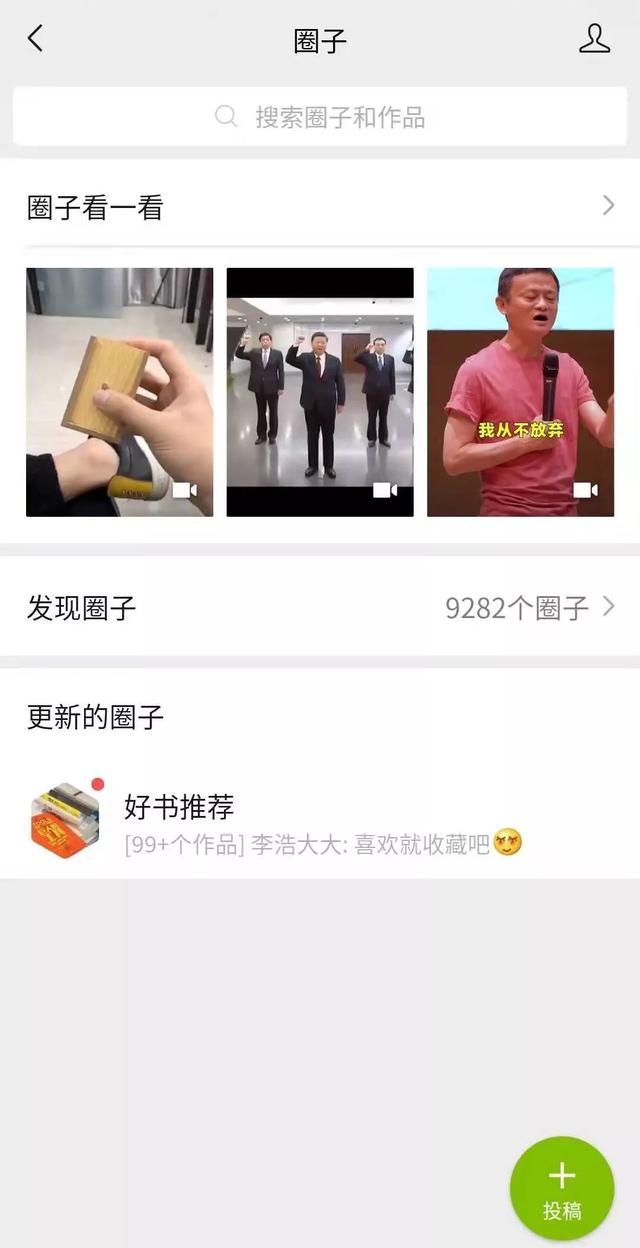 圈子
搜索圈子和作品
圈子看一看
我从不放弃
发现圈子
9282个圈子
更新的圈子
好书推荐
[99+个作品] 李浩大大: 喜欢就收藏吧
投稿